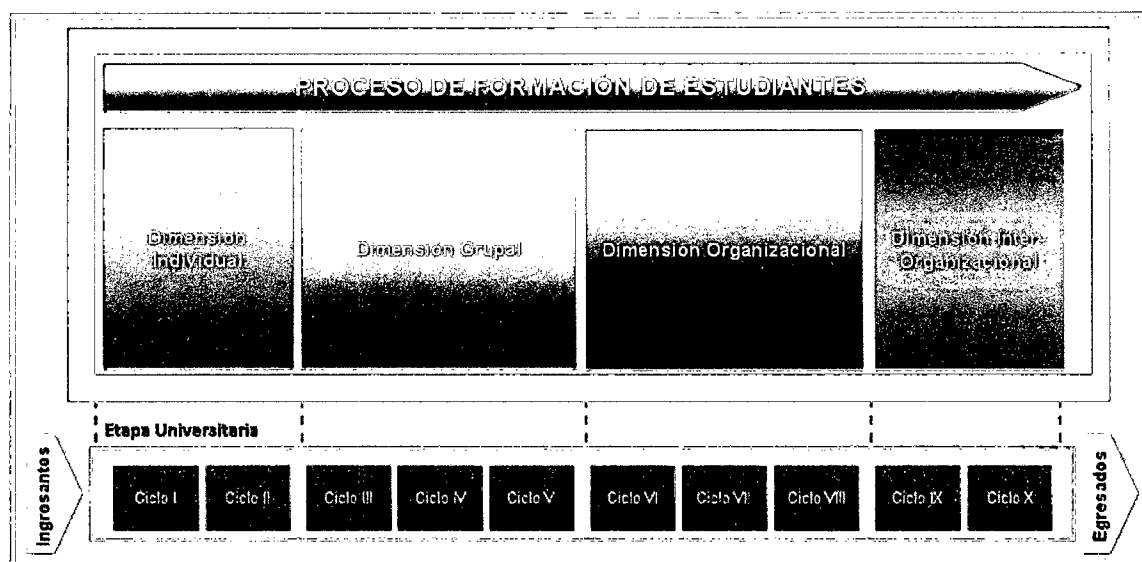 PROCESO DE FORMACIÓN DE ESTUDIANTES
Dimensión
Individual
Dimensión Grupal
Dimensión Organizacional
Dimensión Inter-
Organizacional
Etapa Universitaria
Ingresantes
Ciclo I
Ciclo II
Ciclo III
Ciclo IV
Ciclo V
Ciclo VI
Ciclo VII
Ciclo VIII
Ciclo IX
Ciclo X
Egresados